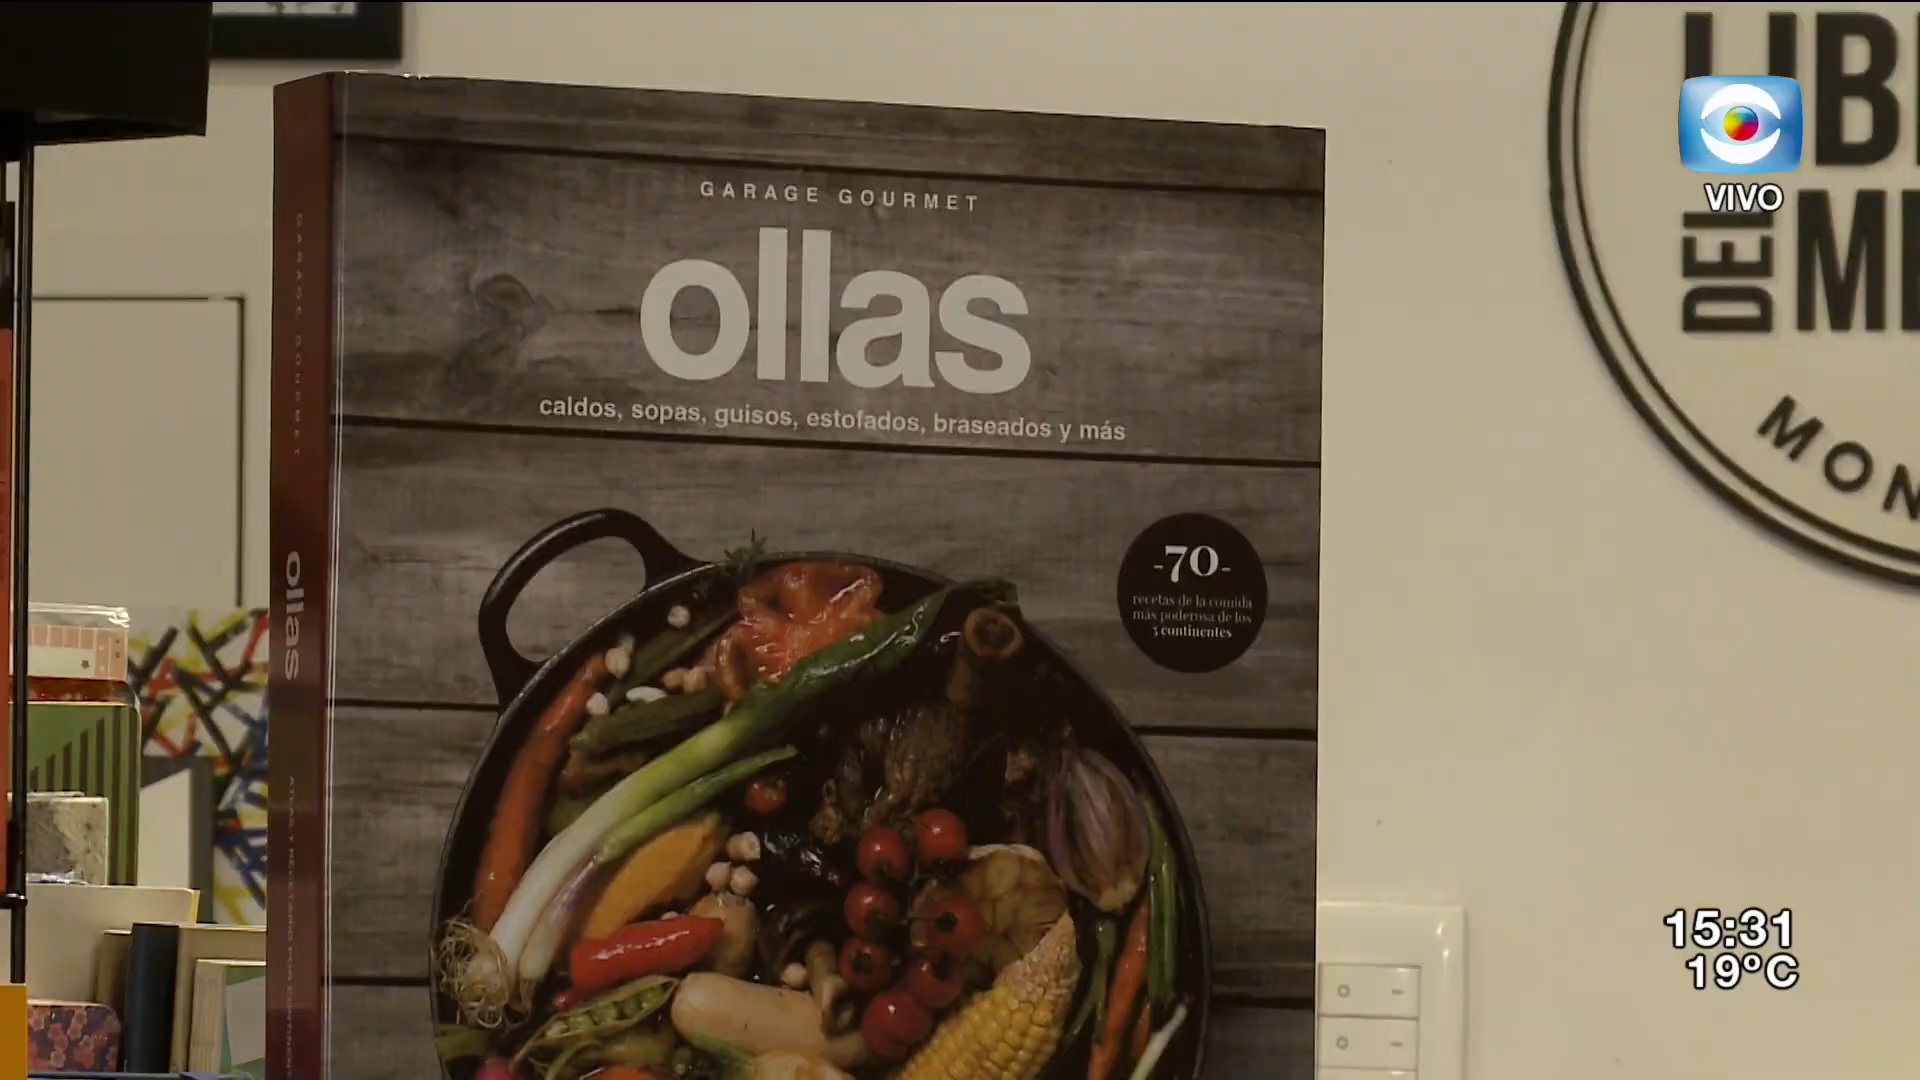 GARAGE GOURMET
ollas
caldos, sopas, guisos, estofados, braseados y más
-70-
recetas de la comida
más poderosa de los
5 continentes
GARAGE GOURMET
ollas
VIVO
DEL
15:31
19°C